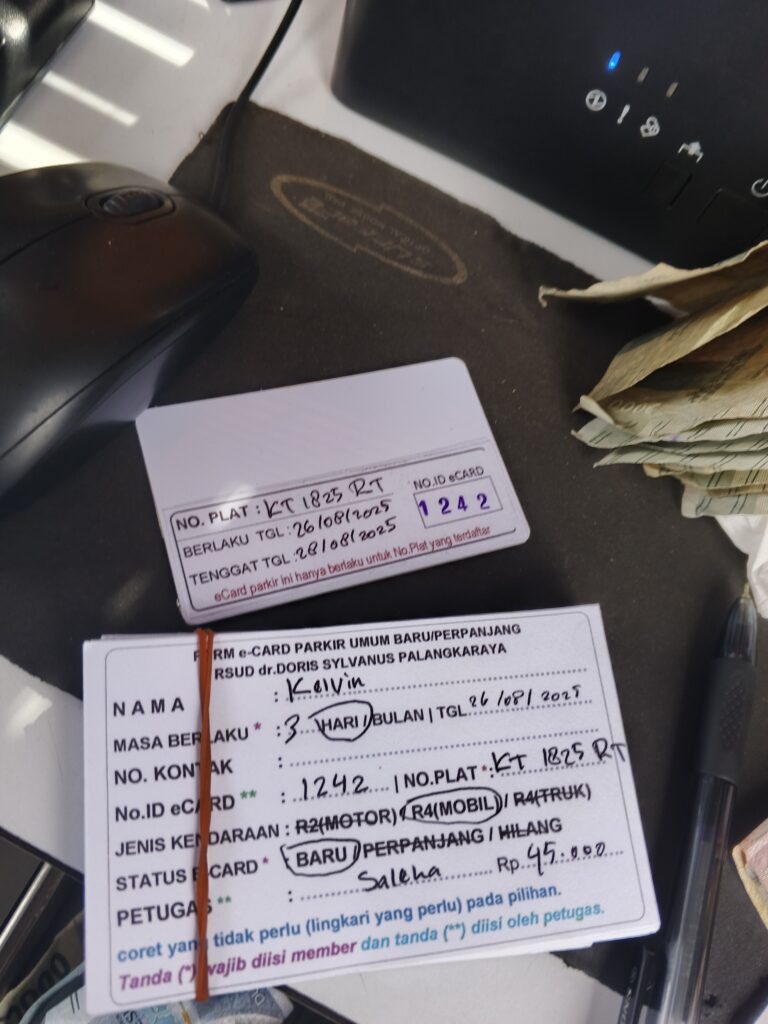 NO. PLAT : KT 1825 RT
NO.ID eCARD
1242
BERLAKU TGL : 26/08/2025
TENGGAT TGL : 28/08/2025
eCard parkir ini hanya berlaku untuk No.Plat yang terdaftar
FORM e-CARD PARKIR UMUM BARU/PERPANJANG
RSUD dr.DORIS SYLVANUS PALANGKARAYA
NAMA : Kelvin
MASA BERLAKU * : 3 HARI/BULAN | TGL 26/08/2025
NO. KONTAK :
No.ID eCARD ** : 1242 | NO.PLAT * : KT 1825 RT
JENIS KENDARAAN : R2(MOTOR) / R4(MOBIL) / R4(TRUK)
STATUS E-CARD * BARU / PERPANJANG / HILANG
PETUGAS ** : Saleha Rp 45.000
coret yang tidak perlu (lingkari yang perlu) pada pilihan.
Tanda (*) wajib diisi member dan tanda (**) diisi oleh petugas.